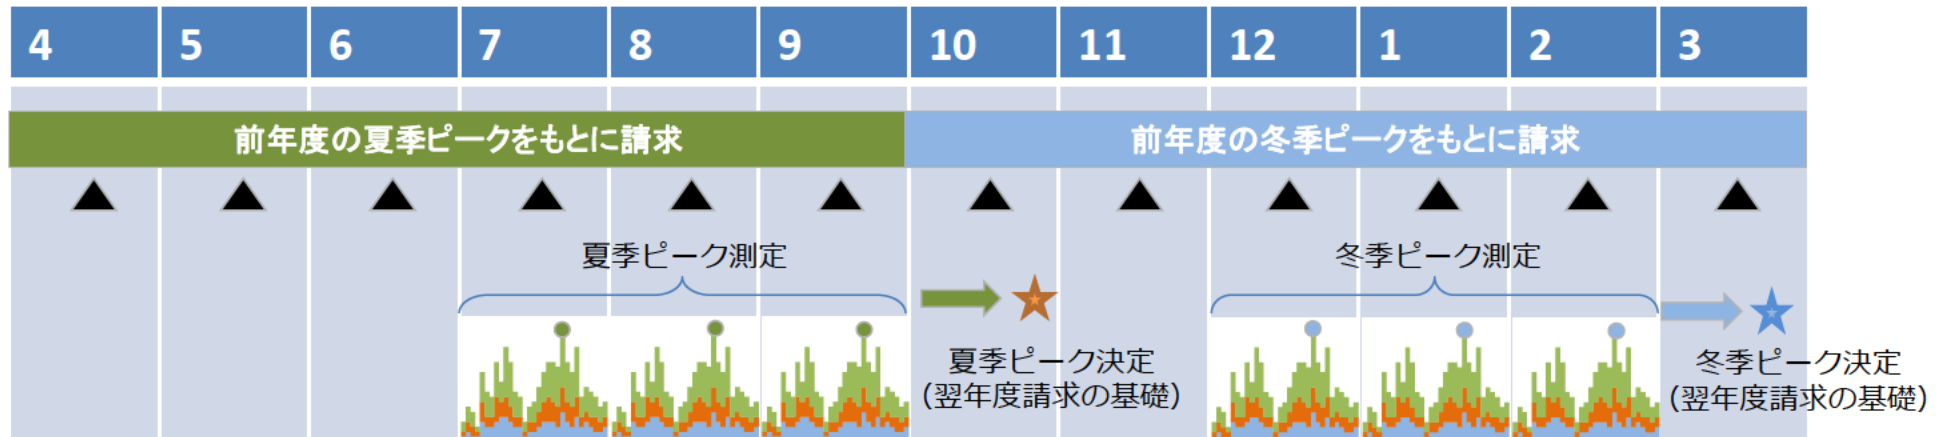 4 5 6 7 8 9 10 11 12 1 2 3
前年度の夏季ピークをもとに請求 前年度の冬季ピークをもとに請求
夏季ピーク測定 冬季ピーク測定
夏季ピーク決定
(翌年度請求の基礎)
冬季ピーク決定
(翌年度請求の基礎)